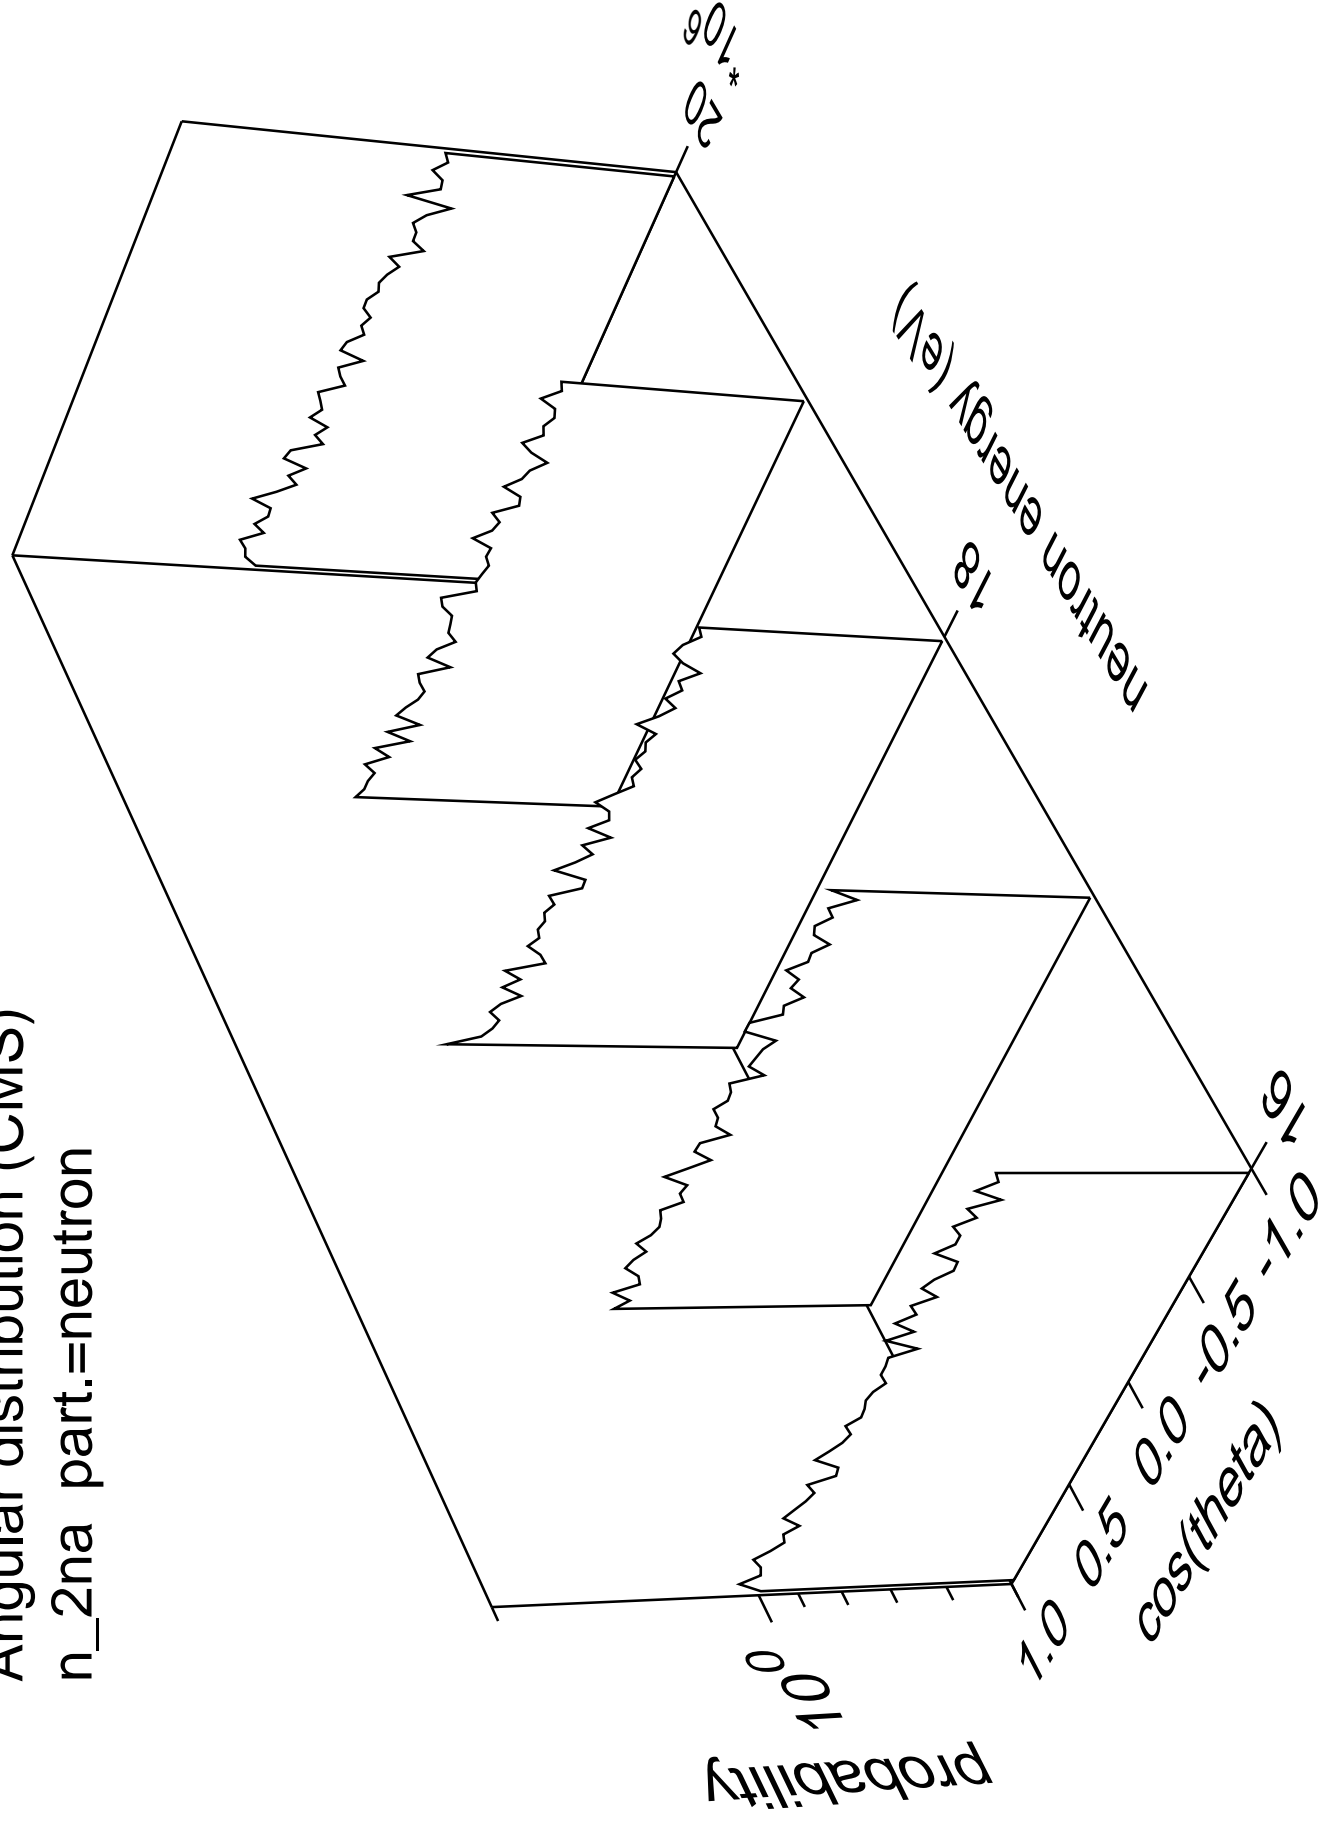 Angular distribution (CMS)
n_2na part.=neutron
probability
10^0
cos(theta)
1.0 0.5 0.0 -0.5 -1.0
neutron energy (eV)
16 18 20 * 10^6